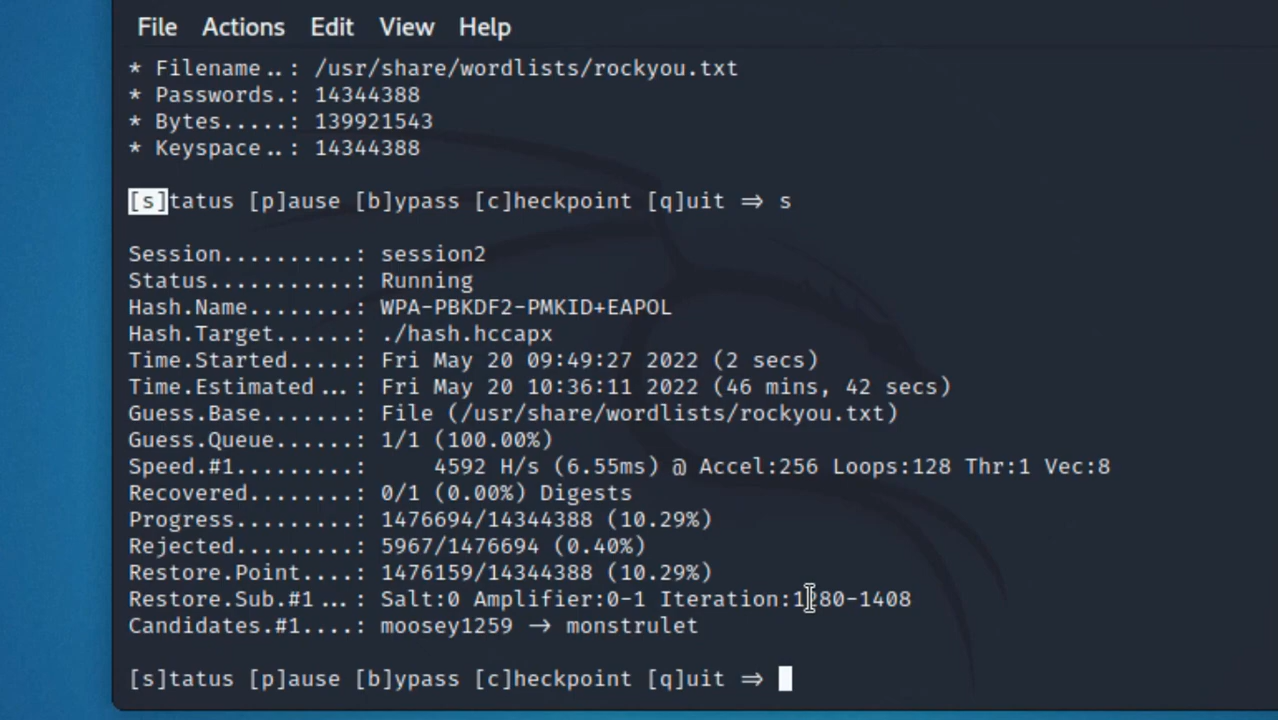 File Actions Edit View Help
* Filename..: /usr/share/wordlists/rockyou.txt
* Passwords.: 14344388
* Bytes.....: 139921543
* Keyspace..: 14344388
[s]tatus [p]ause [b]ypass [c]heckpoint [q]uit => s
Session..........: session2
Status...........: Running
Hash.Name........: WPA-PBKDF2-PMKID+EAPOL
Hash.Target......: ./hash.hccapx
Time.Started.....: Fri May 20 09:49:27 2022 (2 secs)
Time.Estimated...: Fri May 20 10:36:11 2022 (46 mins, 42 secs)
Guess.Base.......: File (/usr/share/wordlists/rockyou.txt)
Guess.Queue......: 1/1 (100.00%)
Speed.#1.........:     4592 H/s (6.55ms) @ Accel:256 Loops:128 Thr:1 Vec:8
Recovered........: 0/1 (0.00%) Digests
Progress.........: 1476694/14344388 (10.29%)
Rejected.........: 5967/1476694 (0.40%)
Restore.Point....: 1476159/14344388 (10.29%)
Restore.Sub.#1...: Salt:0 Amplifier:0-1 Iteration:1280-1408
Candidates.#1....: moosey1259 -> monstrulet
[s]tatus [p]ause [b]ypass [c]heckpoint [q]uit =>